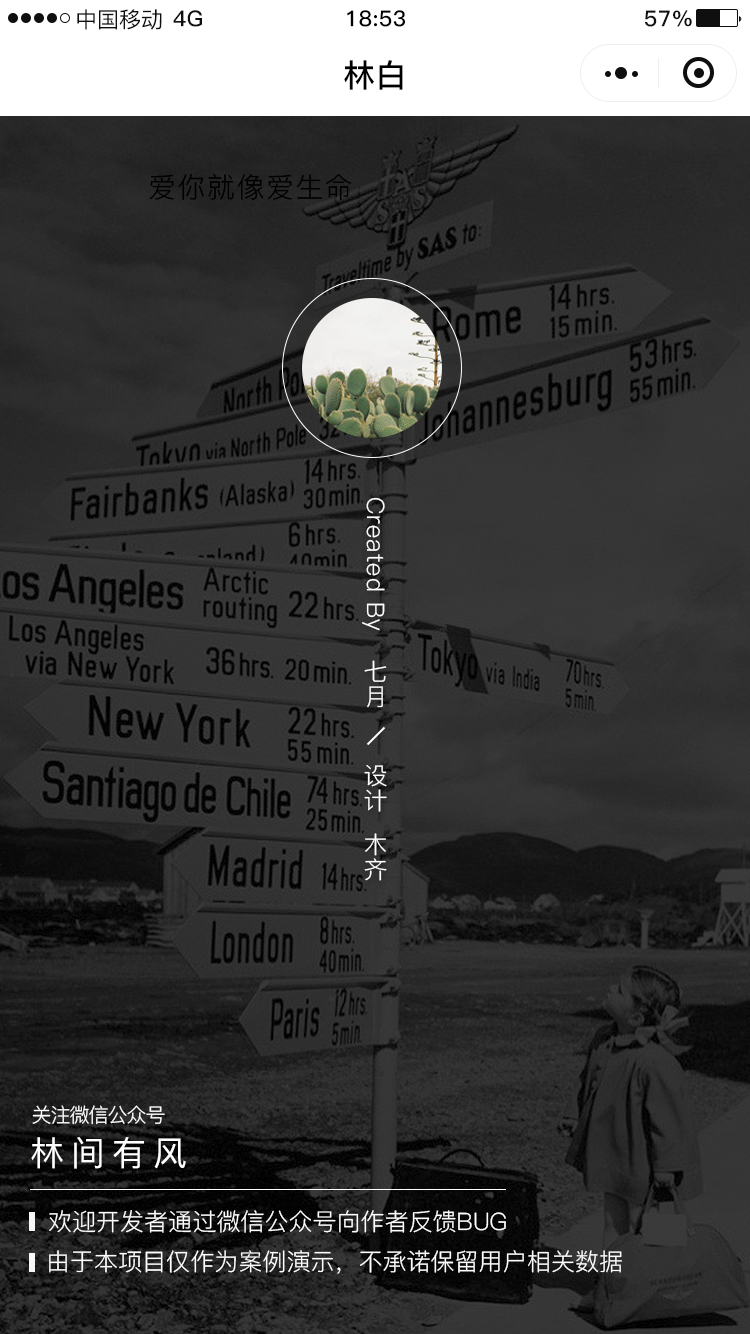 中国移动 4G 18:53 57%
林白
爱你就像爱生命
SAS
Traveltime by SAS to:
Rome 14 hrs. 15 min.
Johannesburg 53 hrs. 55 min.
North Po
Tokyo via North Pole 32
Fairbanks (Alaska) 14 hrs. 30 min.
6 hrs. 40 min.
Los Angeles Arctic routing 22 hrs.
Los Angeles via New York 36 hrs. 20 min.
Tokyo via India 70 hrs. 5 min.
New York 22 hrs. 55 min.
Santiago de Chile 74 hrs. 25 min.
Madrid 14 hrs.
London 8 hrs. 40 min.
Paris 12 hrs. 5 min.
Created By 七月 / 设计 木齐
关注微信公众号
林间有风
欢迎开发者通过微信公众号向作者反馈BUG
由于本项目仅作为案例演示，不承诺保留用户相关数据